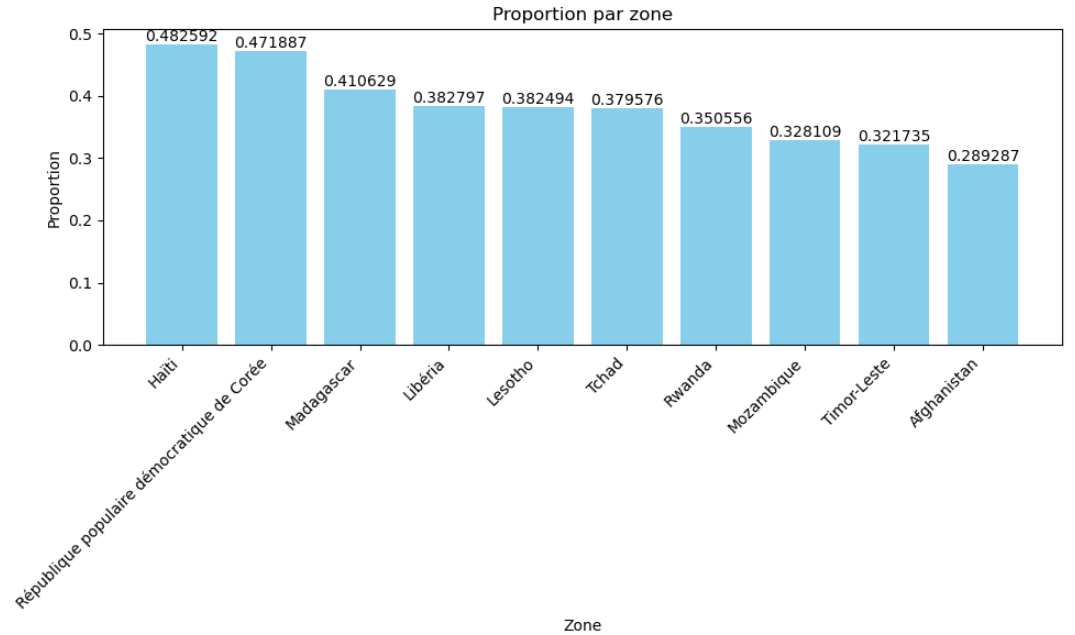 Proportion par zone
Proportion
0.5
0.4
0.3
0.2
0.1
0.0
0.482592
0.471887
0.410629
0.382797
0.382494
0.379576
0.350556
0.328109
0.321735
0.289287
Haïti
République populaire démocratique de Corée
Madagascar
Libéria
Lesotho
Tchad
Rwanda
Mozambique
Timor-Leste
Afghanistan
Zone